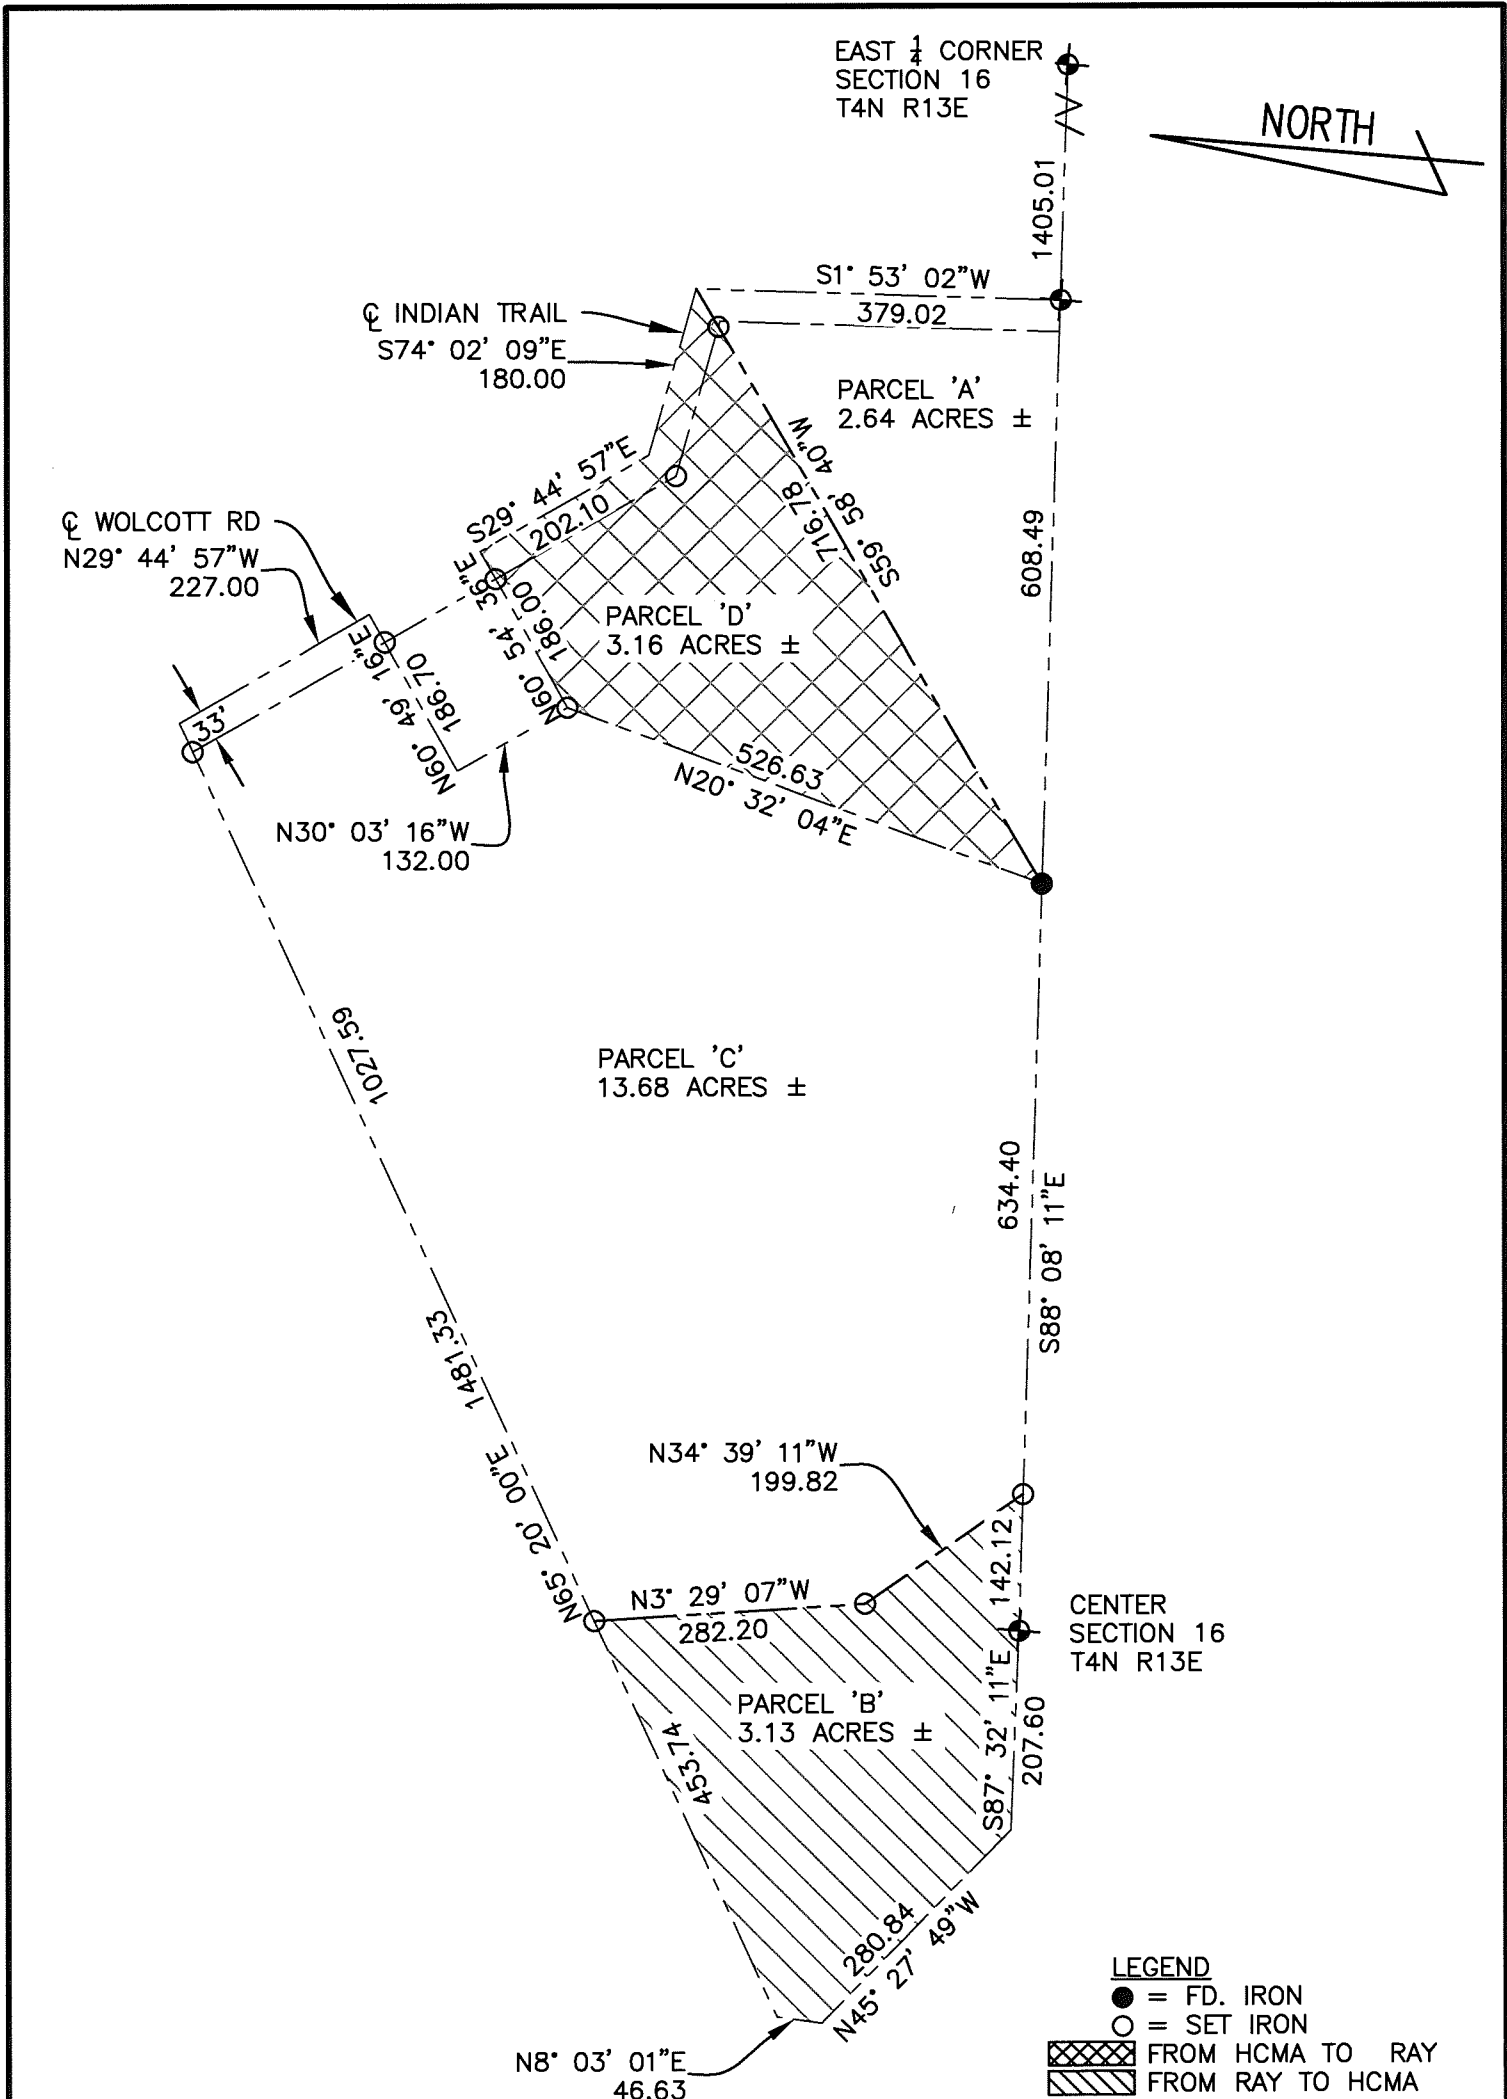 EAST 1/4 CORNER
SECTION 16
T4N R13E
NORTH
1405.01
S1° 53' 02"W
379.02
℄ INDIAN TRAIL
S74° 02' 09"E
180.00
PARCEL 'A'
2.64 ACRES ±
S59° 58' 40"W
716.78
608.49
S29° 44' 57"E
202.10
℄ WOLCOTT RD
N29° 44' 57"W
227.00
N60° 54' 36"E
186.00
PARCEL 'D'
3.16 ACRES ±
33'
N60° 49' 16"E
186.70
526.63
N20° 32' 04"E
N30° 03' 16"W
132.00
1027.59
PARCEL 'C'
13.68 ACRES ±
634.40
S88° 08' 11"E
N65° 20' 00"E 1481.33
N34° 39' 11"W
199.82
142.12
N3° 29' 07"W
282.20
CENTER
SECTION 16
T4N R13E
PARCEL 'B'
3.13 ACRES ±
453.74
S87° 32' 11"E
207.60
280.84
N45° 27' 49"W
N8° 03' 01"E
46.63
LEGEND
= FD. IRON
= SET IRON
FROM HCMA TO RAY
FROM RAY TO HCMA